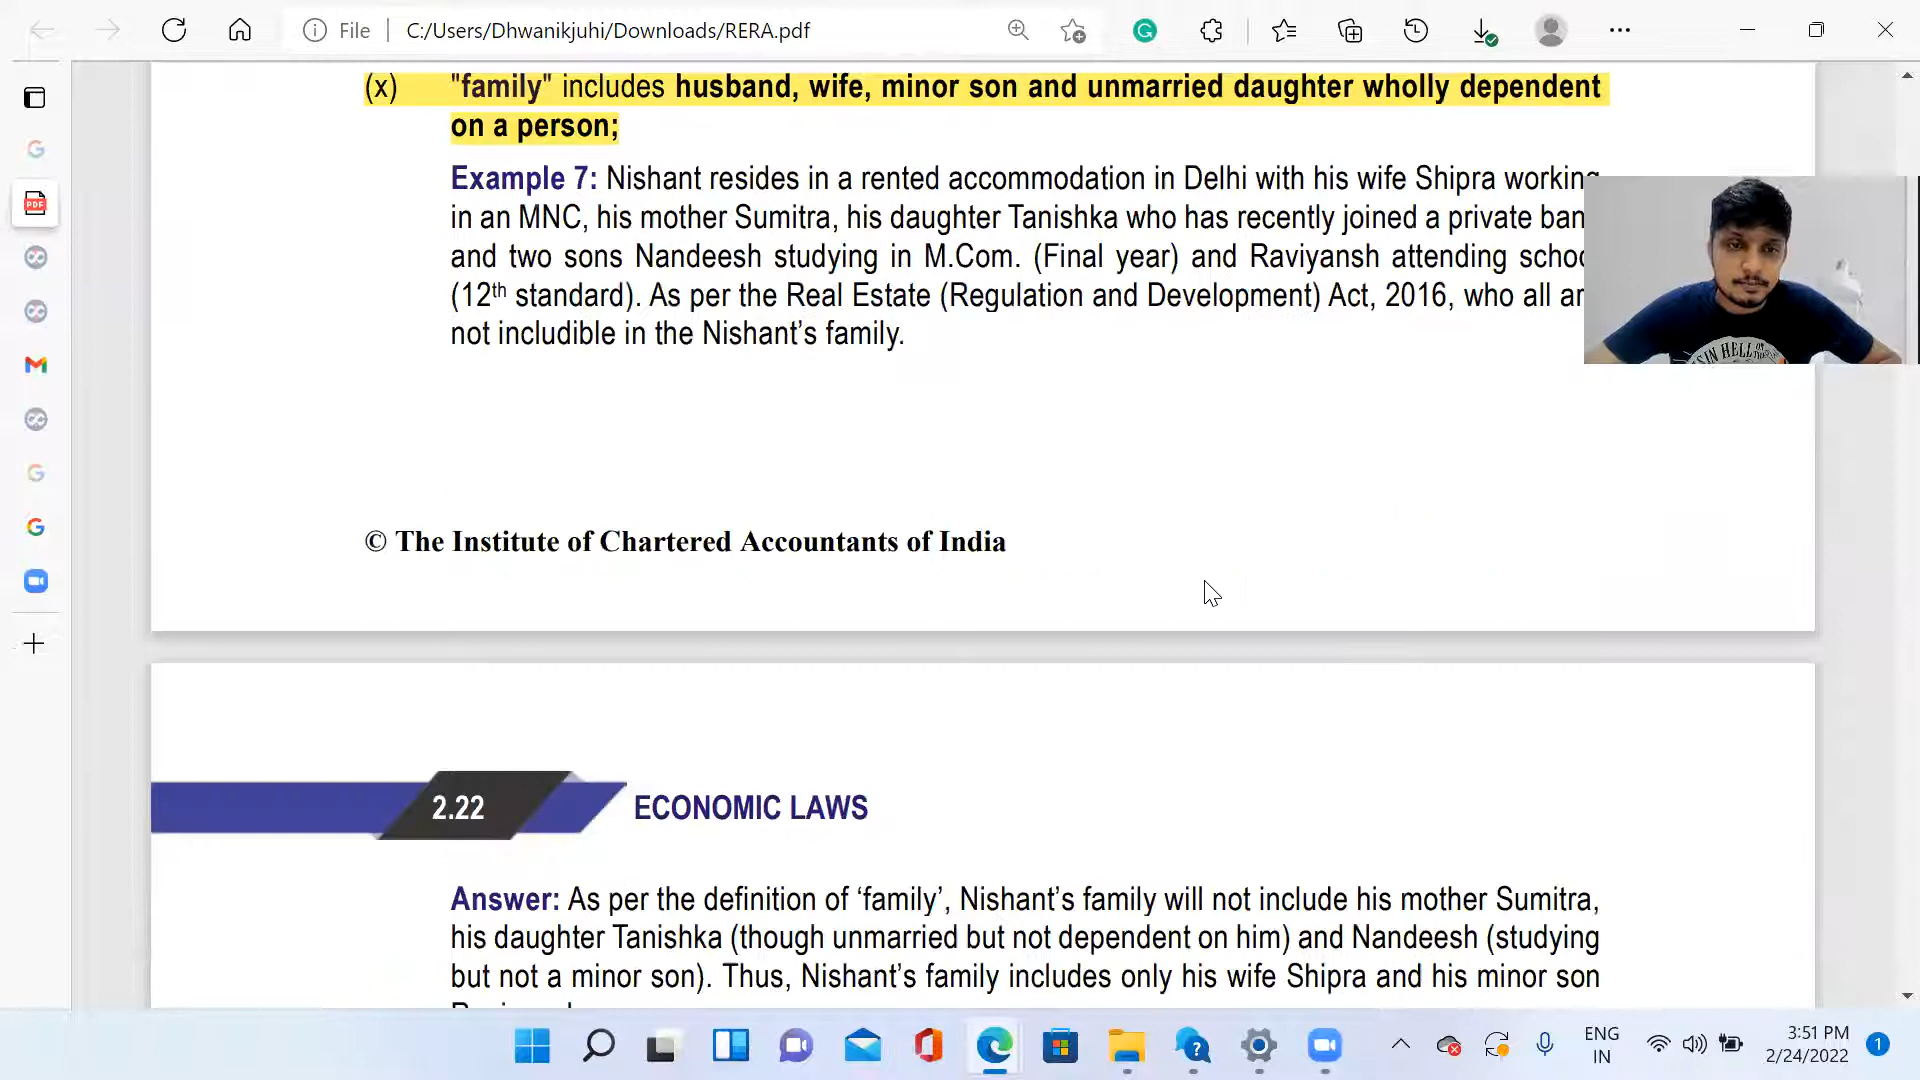 File
C:/Users/Dhwanikjuhi/Downloads/RERA.pdf
(x) "family" includes husband, wife, minor son and unmarried daughter wholly dependent
on a person;
Example 7: Nishant resides in a rented accommodation in Delhi with his wife Shipra working
in an MNC, his mother Sumitra, his daughter Tanishka who has recently joined a private ban
and two sons Nandeesh studying in M.Com. (Final year) and Raviyansh attending schoo
(12th standard). As per the Real Estate (Regulation and Development) Act, 2016, who all ar
not includible in the Nishant's family.
SIN HELL
© The Institute of Chartered Accountants of India
2.22
ECONOMIC LAWS
Answer: As per the definition of 'family', Nishant's family will not include his mother Sumitra,
his daughter Tanishka (though unmarried but not dependent on him) and Nandeesh (studying
but not a minor son). Thus, Nishant's family includes only his wife Shipra and his minor son
ENG
IN
3:51 PM
2/24/2022
1